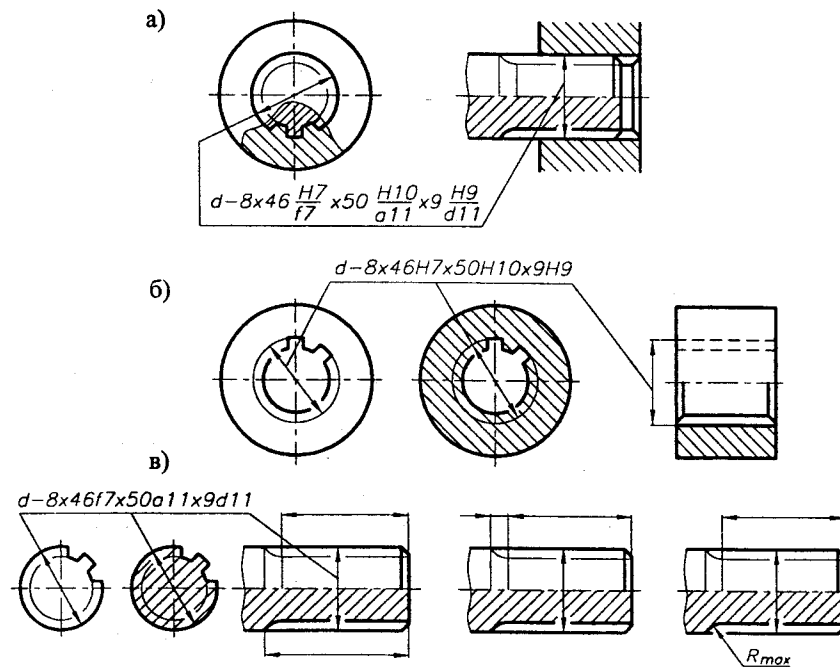 а)
d-8x46 H7/f7 x50 H10/a11 x9 H9/d11
б)
d-8x46H7x50H10x9H9
в)
d-8x46f7x50a11x9d11
Rmax